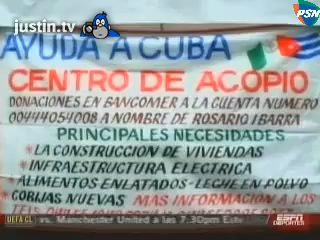 justin.tv
PSN
AYUDA A CUBA
CENTRO DE ACOPIO
DONACIONES EN BANCOMER A LA CUENTA NUMERO
00444054008 A NOMBRE DE ROSARIO IBARRA
PRINCIPALES NECESIDADES
*LA CONSTRUCCION DE VIVIENDAS
*INFRAESTRUCTURA ELECTRICA
ALIMENTOS ENLATADOS-LECHE EN POLVO
*COBIJAS NUEVAS MAS INFORMACION A LOS
TELS
ESPN
DEPORTES
UEFA CL vs. Manchester United a las 7:30pm Este